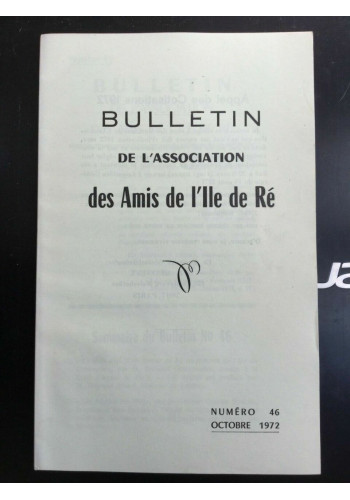 BULLETIN
DE L'ASSOCIATION
des Amis de l'Ile de Ré
NUMÉRO 46
OCTOBRE 1972